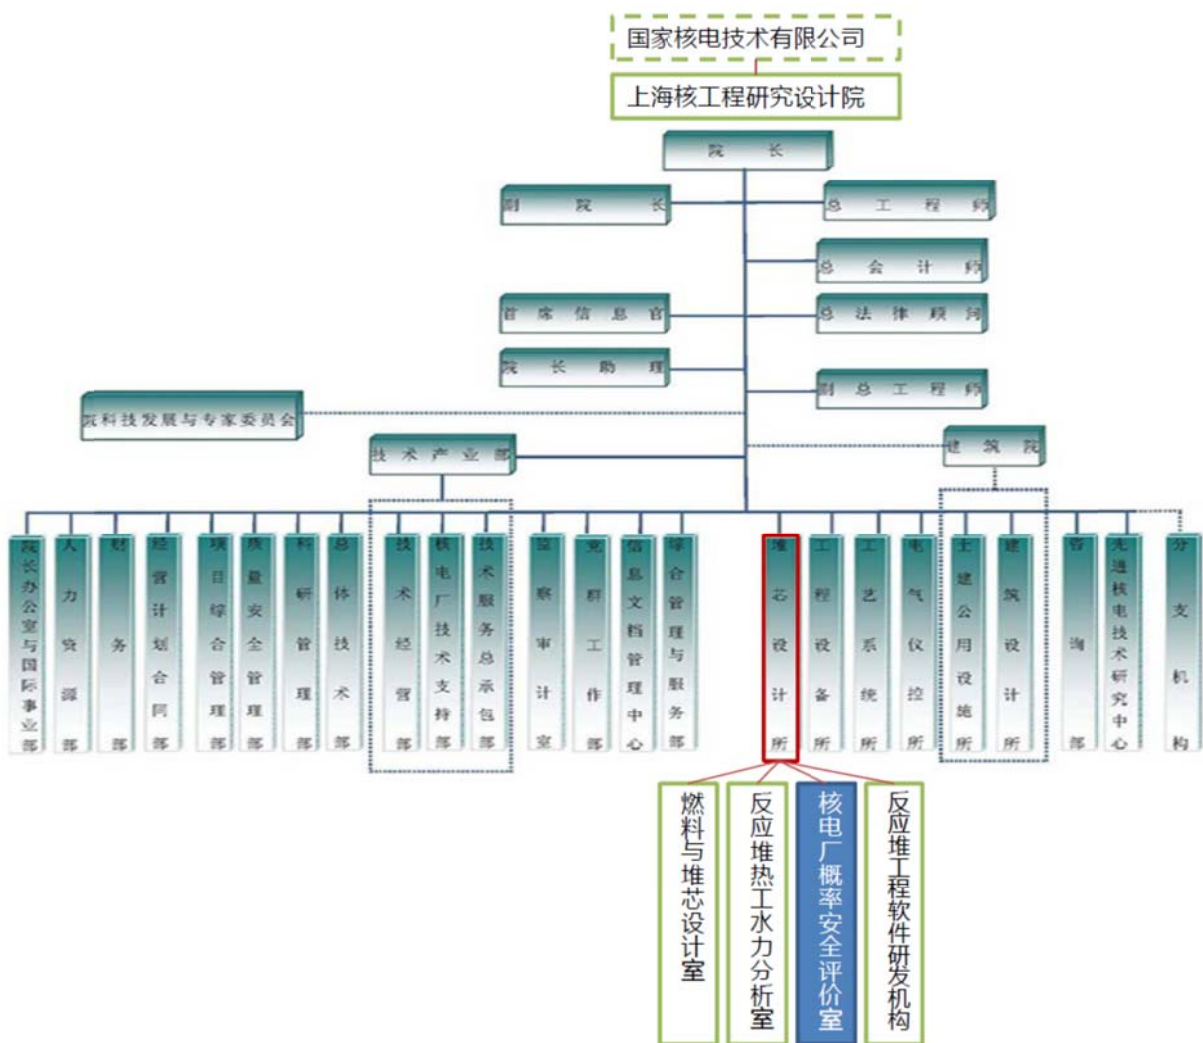 国家核电技术有限公司
上海核工程研究设计院
院长
副院长
总工程师
总会计师
首席信息官
总法律顾问
院长助理
副总工程师
院科技发展与专家委员会
技术产业部
建筑院
院长办公室与国际事业部
人力资源部
财务部
经营计划合同部
项目综合管理部
质量安全管理部
科研管理部
总体技术部
技术经营部
核电厂技术支持部
技术服务总承包部
监察审计室
党群工作部
信息文档管理中心
综合管理与服务部
堆芯设计所
工程设备所
工艺系统所
电气仪控所
土建公用设施所
建筑设计所
咨询部
先进核电技术研究中心
分支机构
燃料与堆芯设计室
反应堆热工水力分析室
核电厂概率安全评价室
反应堆工程软件研发机构